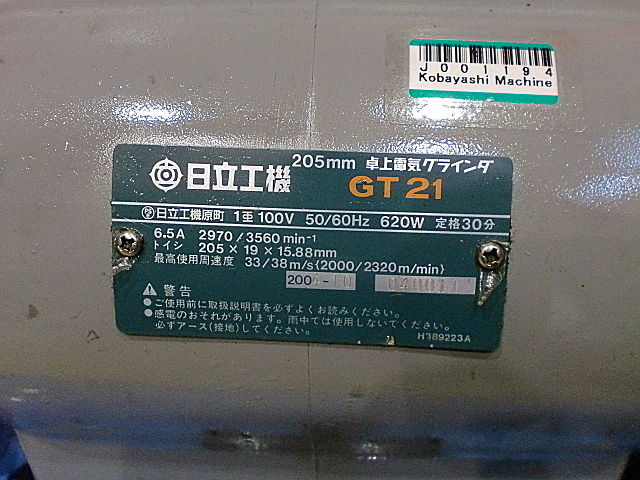 J001194
Kobayashi Machine
205mm 卓上電気グラインダ
日立工機 GT21
日立工機原町 1 100V 50/60Hz 620W 定格30分
6.5A 2970/3560min⁻¹
トイシ 205×19×15.88mm
最高使用周速度 33/38m/s{2000/2320m/min}
2004-10
警告
●ご使用前に取扱説明書を必ずよくお読みください。
●感電のおそれがあります。雨中では使用しないでください。
必ずアース(接地)してください。
H389223A